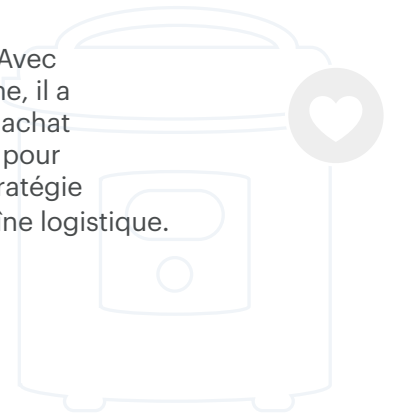 Avec
ne, il a
achat
pour
ratégie
îne logistique.